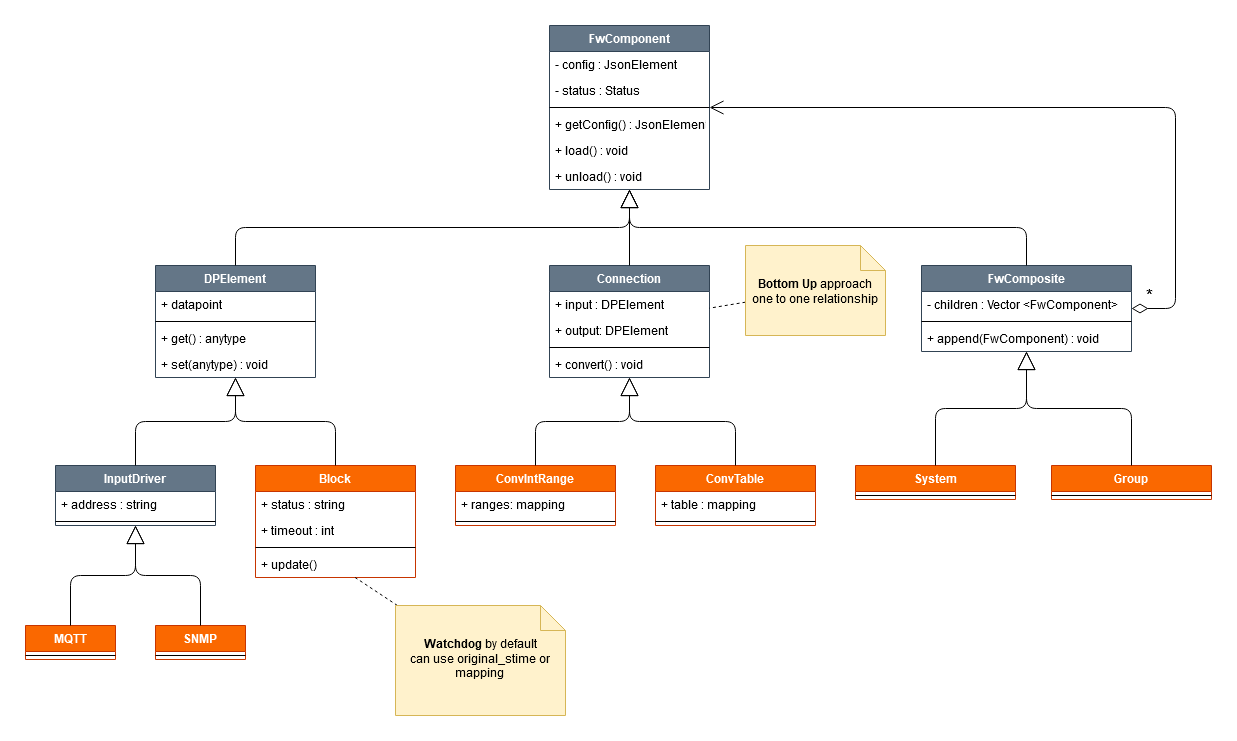 FwComponent
- config : JsonElement
- status : Status
+ getConfig() : JsonElemen
+ load() : void
+ unload() : void
DPElement
+ datapoint
+ get() : anytype
+ set(anytype) : void
Connection
+ input : DPElement
+ output: DPElement
+ convert() : void
Bottom Up approach
one to one relationship
FwComposite
- children : Vector <FwComponent>
+ append(FwComponent) : void
*
InputDriver
+ address : string
Block
+ status : string
+ timeout : int
+ update()
ConvIntRange
+ ranges: mapping
ConvTable
+ table : mapping
System
Group
MQTT
SNMP
Watchdog by default
can use original_stime or
mapping